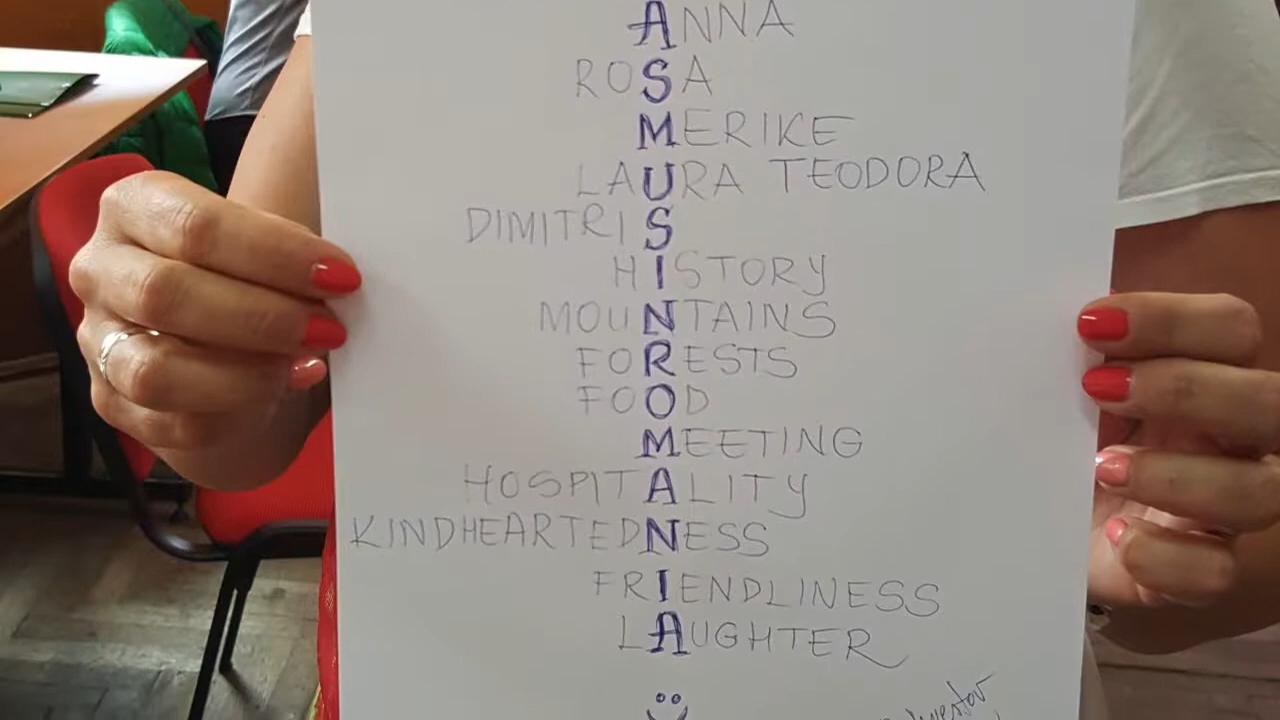 ANNA
ROSA
MERIKE
LAURA TEODORA
DIMITRIS
HISTORY
MOUNTAINS
FORESTS
FOOD
MEETING
HOSPITALITY
KINDHEARTEDNESS
FRIENDLINESS
LAUGHTER